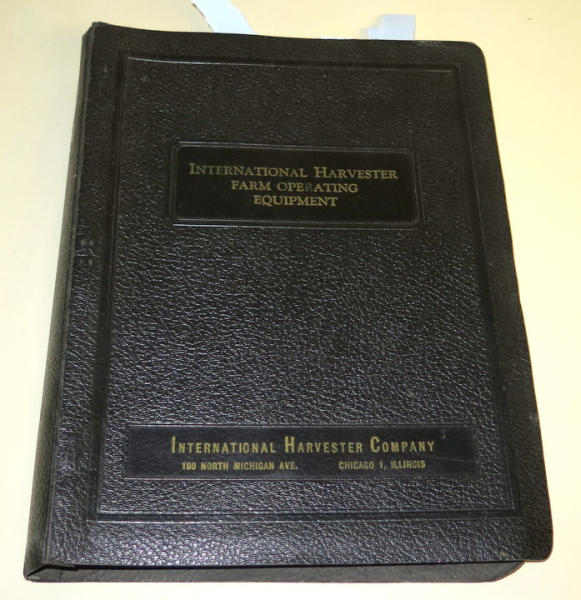 INTERNATIONAL HARVESTER
FARM OPERATING
EQUIPMENT
INTERNATIONAL HARVESTER COMPANY
180 NORTH MICHIGAN AVE. CHICAGO 1, ILLINOIS